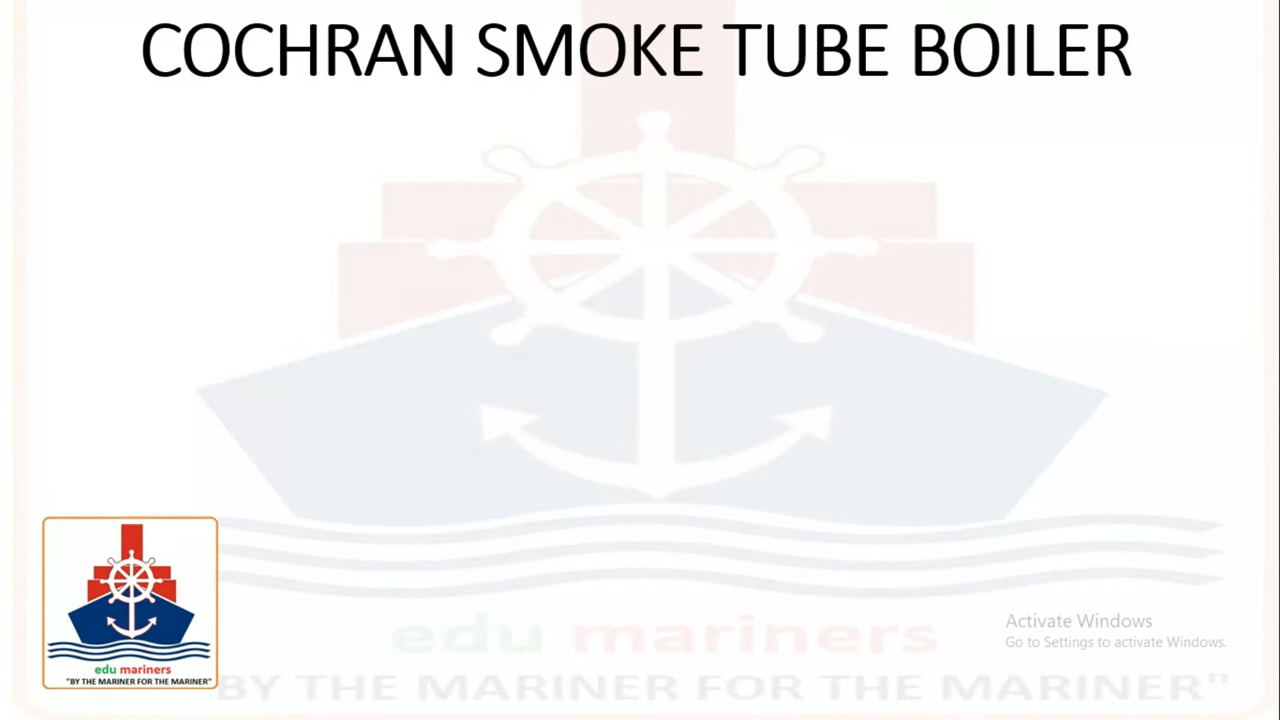 COCHRAN SMOKE TUBE BOILER
edu mariners
"BY THE MARINER FOR THE MARINER"
edu mariners
"BY THE MARINER FOR THE MARINER"
Activate Windows
Go to Settings to activate Windows.